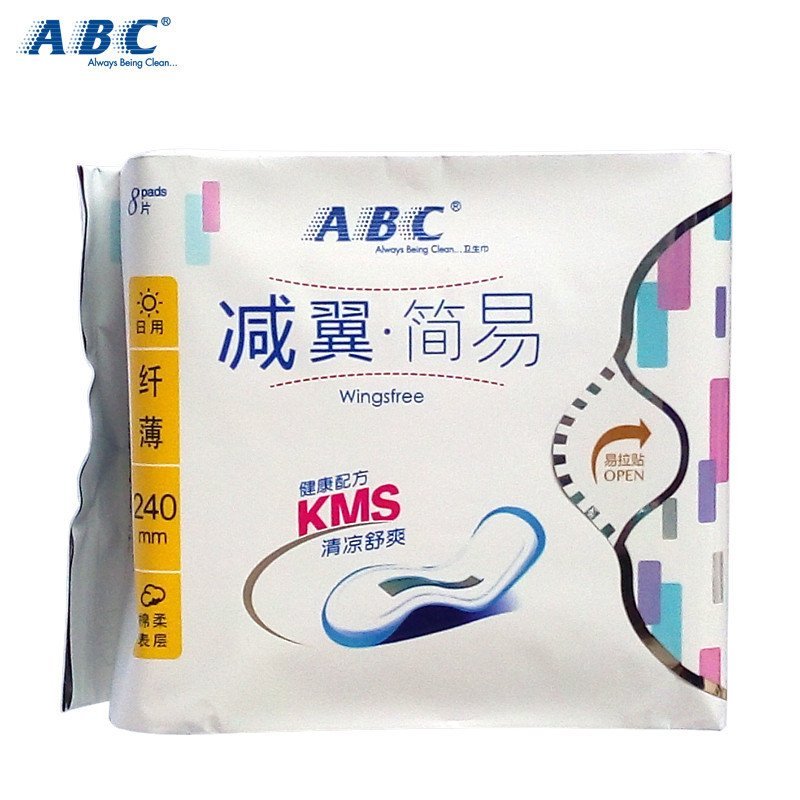 ABC®
Always Being Clean...
8 pads
片
ABC®
Always Being Clean...卫生巾
减翼·简易
Wingsfree
日用
纤薄
240
mm
棉柔
表层
健康配方
KMS
清凉舒爽
易拉贴
OPEN